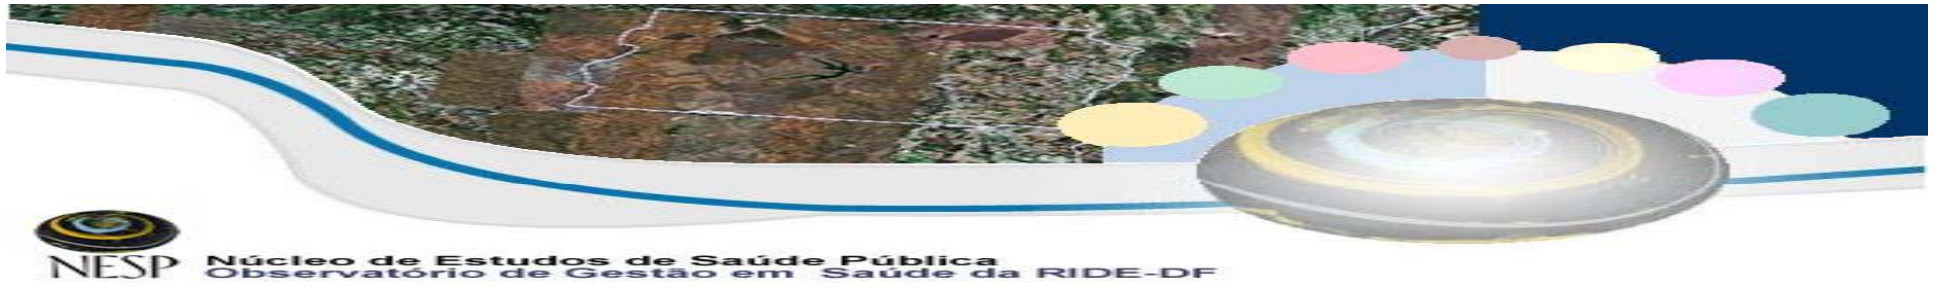 NESP
Núcleo de Estudos de Saúde Pública
Observatório de Gestão em Saúde da RIDE-DF